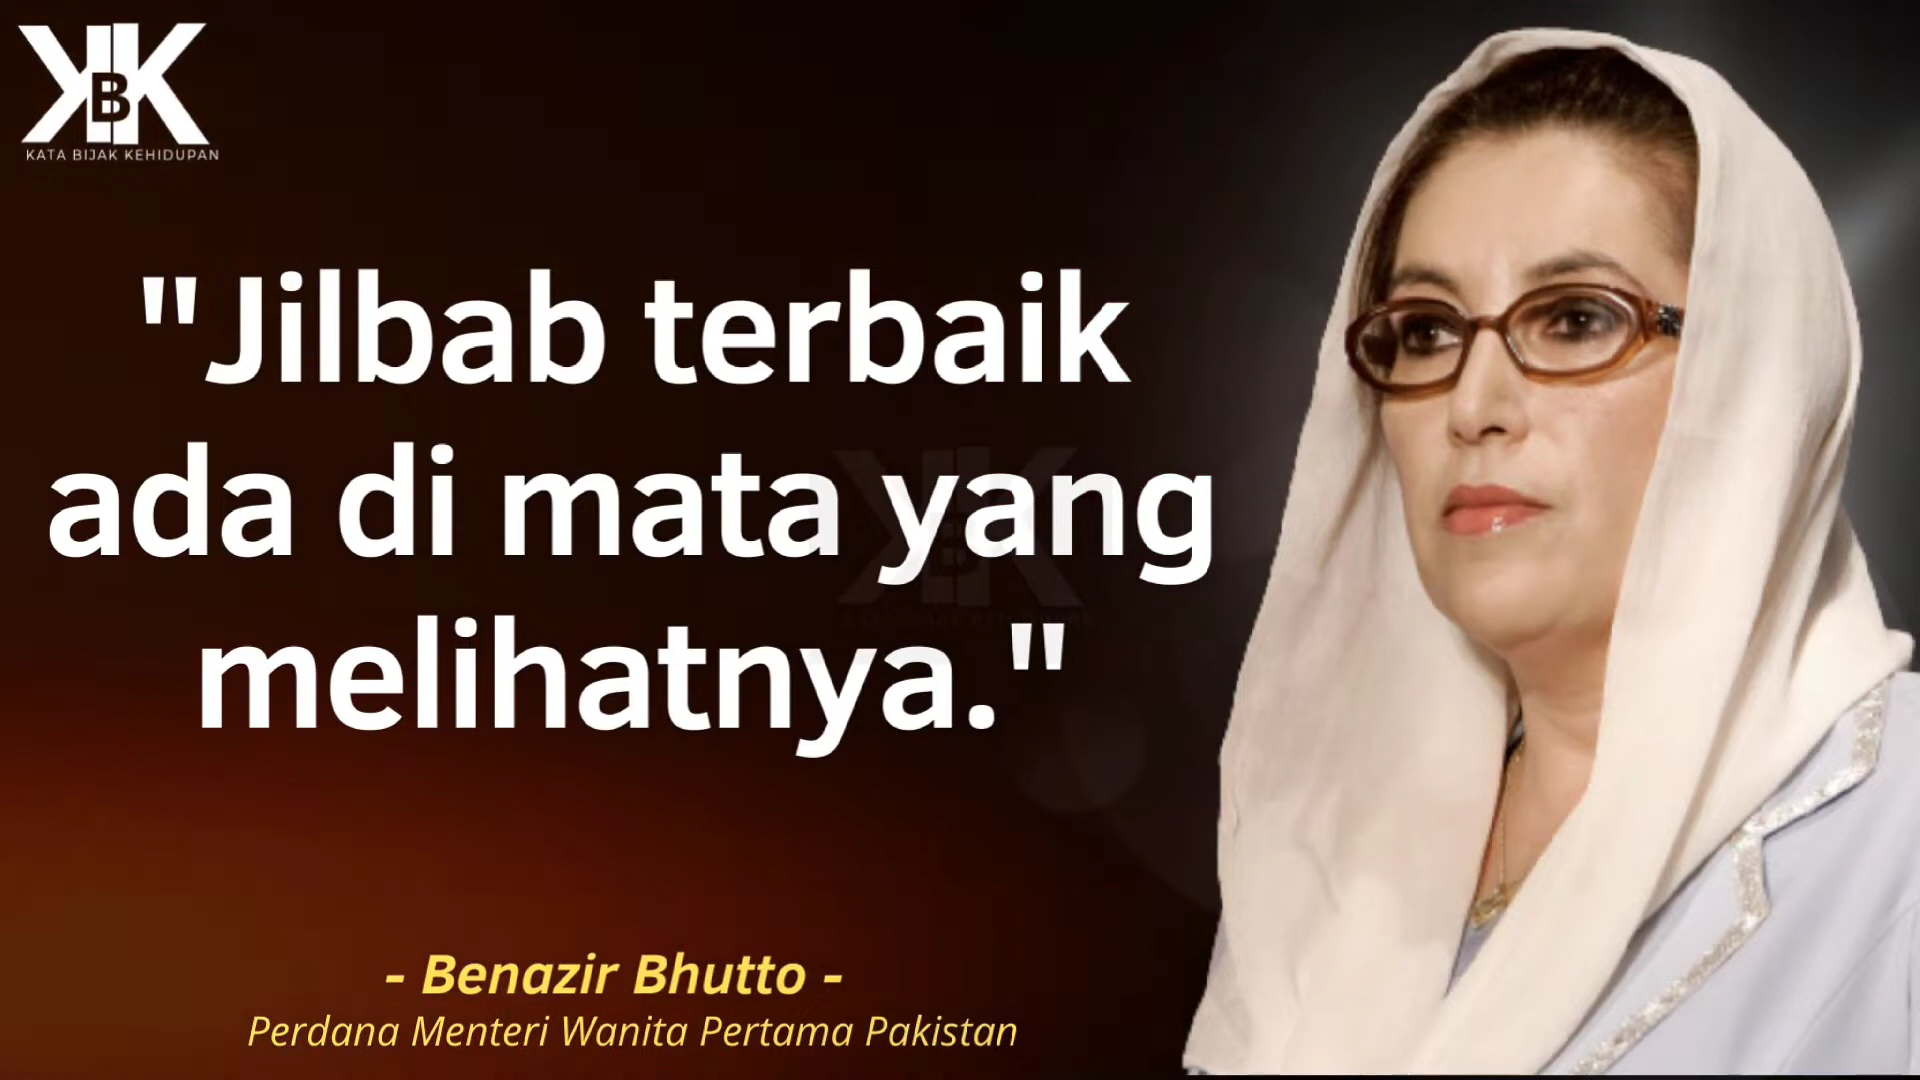 KBK
KATA BIJAK KEHIDUPAN
"Jilbab terbaik
ada di mata yang
melihatnya."
- Benazir Bhutto -
Perdana Menteri Wanita Pertama Pakistan